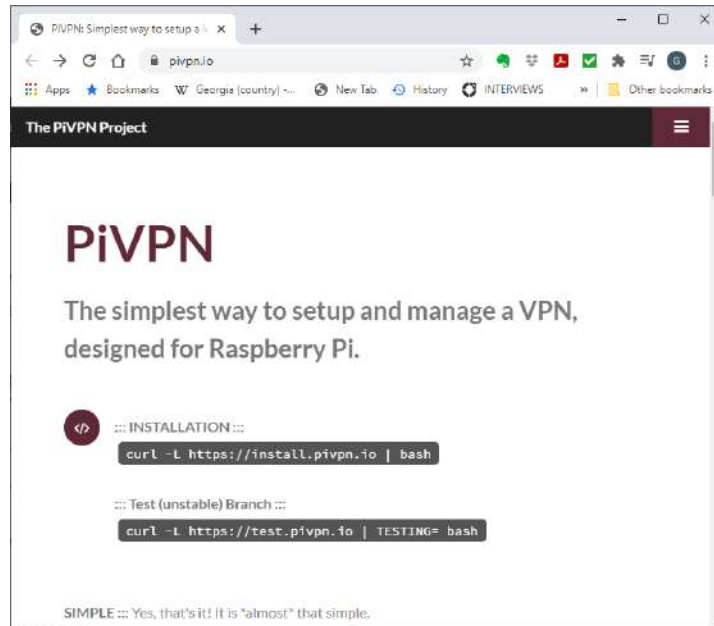 PiVPN: Simplest way to setup a
pivpn.io
G
Apps Bookmarks W Georgia (country) -... New Tab History INTERVIEWS » Other bookmarks
The PiVPN Project
PiVPN
The simplest way to setup and manage a VPN,
designed for Raspberry Pi.
</> ::: INSTALLATION :::
curl -L https://install.pivpn.io | bash
::: Test (unstable) Branch :::
curl -L https://test.pivpn.io | TESTING= bash
SIMPLE ::: Yes, that's it! It is *almost* that simple.